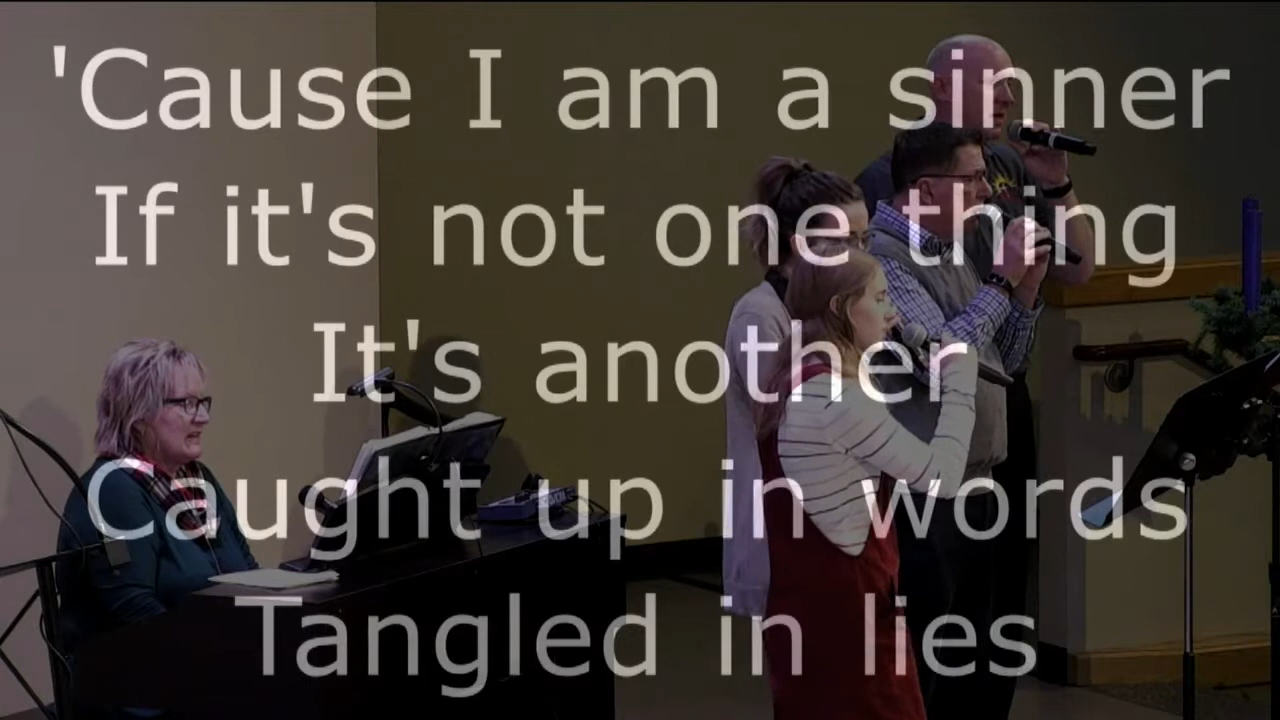 'Cause I am a sinner
If it's not one thing
It's another
Caught up in words
Tangled in lies